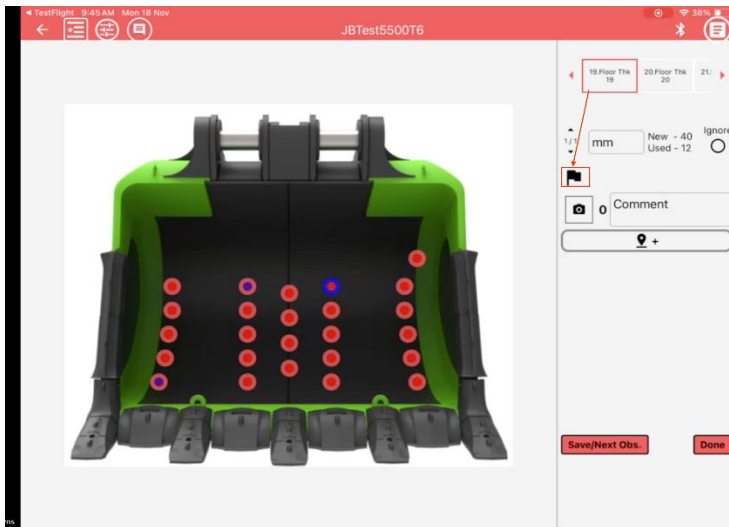 ◀ TestFlight 9:45 AM Mon 18 Nov 38%
JBTest5500T6
19.Floor Thk
19
20.Floor Thk
20
21.
1 / 1
mm
New - 40
Used - 12
Ignore
0
Comment
+
Save/Next Obs.
Done
ns